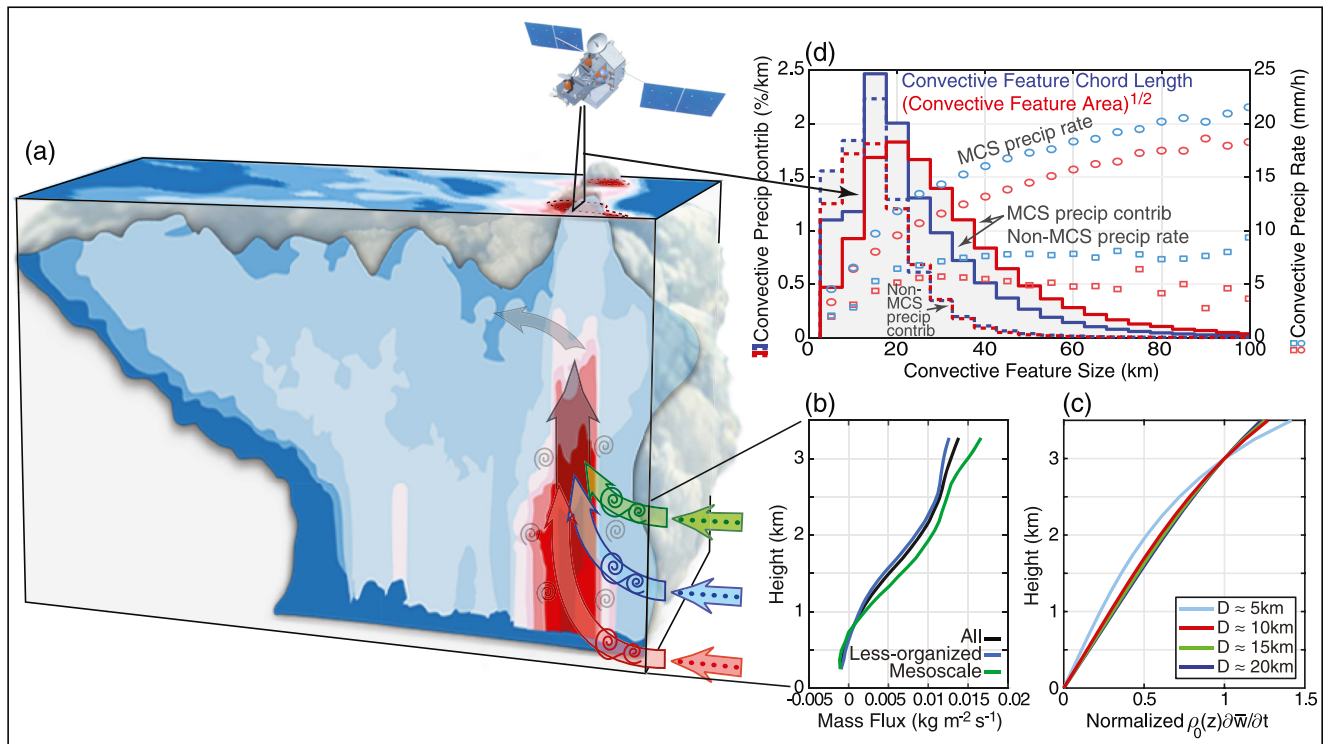 (a)
(d)
Convective Feature Chord Length
(Convective Feature Area)^1/2
MCS precip rate
MCS precip contrib
Non-MCS precip rate
Non-
MCS
precip
contrib
Convective Precip contrib (%/km)
2.5
2
1.5
1
0.5
0
Convective Precip Rate (mm/h)
25
20
15
10
5
0
0 20 40 60 80 100
Convective Feature Size (km)
(b)
Height (km)
3
2
1
0
All
Less-organized
Mesoscale
-0.005 0 0.005 0.01 0.015 0.02
Mass Flux (kg m⁻² s⁻¹)
(c)
Height (km)
3
2
1
0
D ≈ 5km
D ≈ 10km
D ≈ 15km
D ≈ 20km
0 0.5 1 1.5
Normalized ρ₀(z)∂w̅/∂t